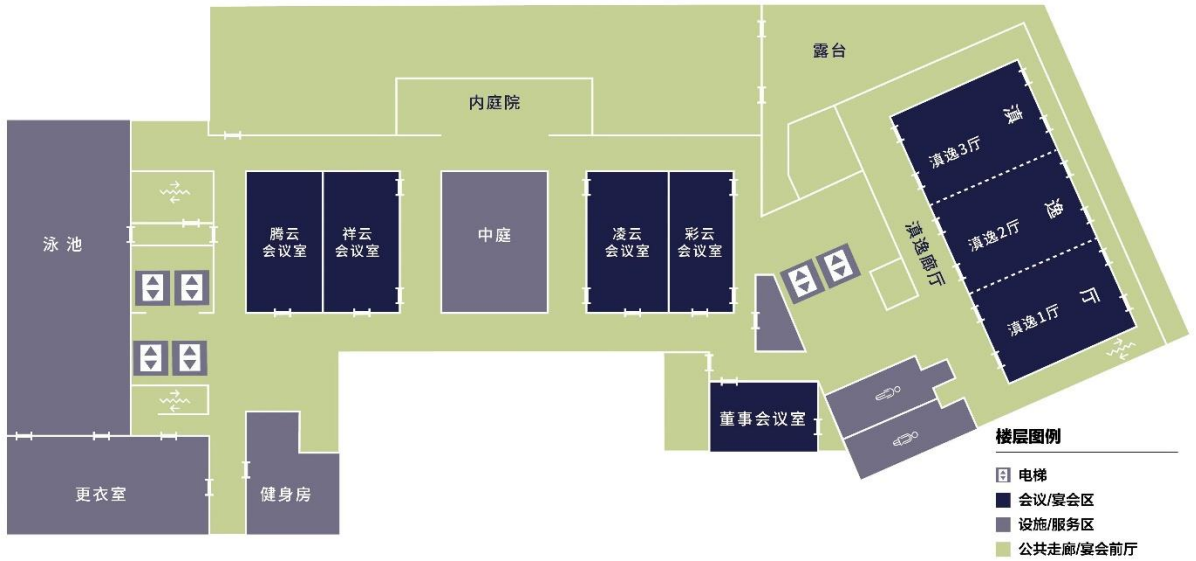 露台
内庭院
滇
滇逸3厅
逸
滇逸2厅
厅
滇逸1厅
滇逸廊厅
泳池
腾云
会议室
祥云
会议室
中庭
凌云
会议室
彩云
会议室
董事会议室
更衣室
健身房
楼层图例
电梯
会议/宴会区
设施/服务区
公共走廊/宴会前厅